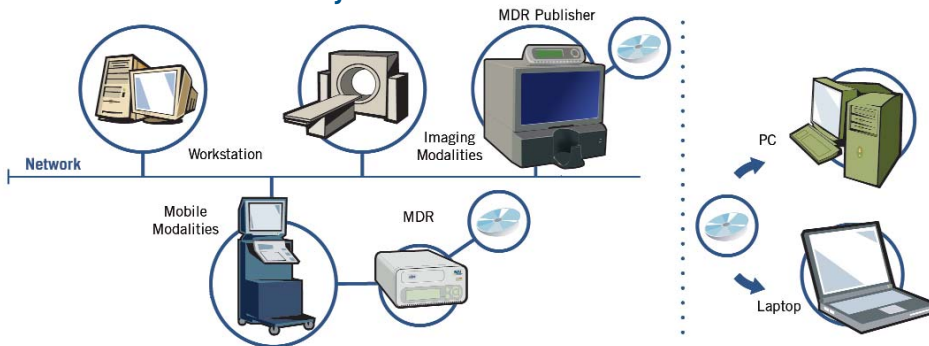 MDR Publisher
Workstation
Imaging
Modalities
Network
PC
Mobile
Modalities
MDR
Laptop